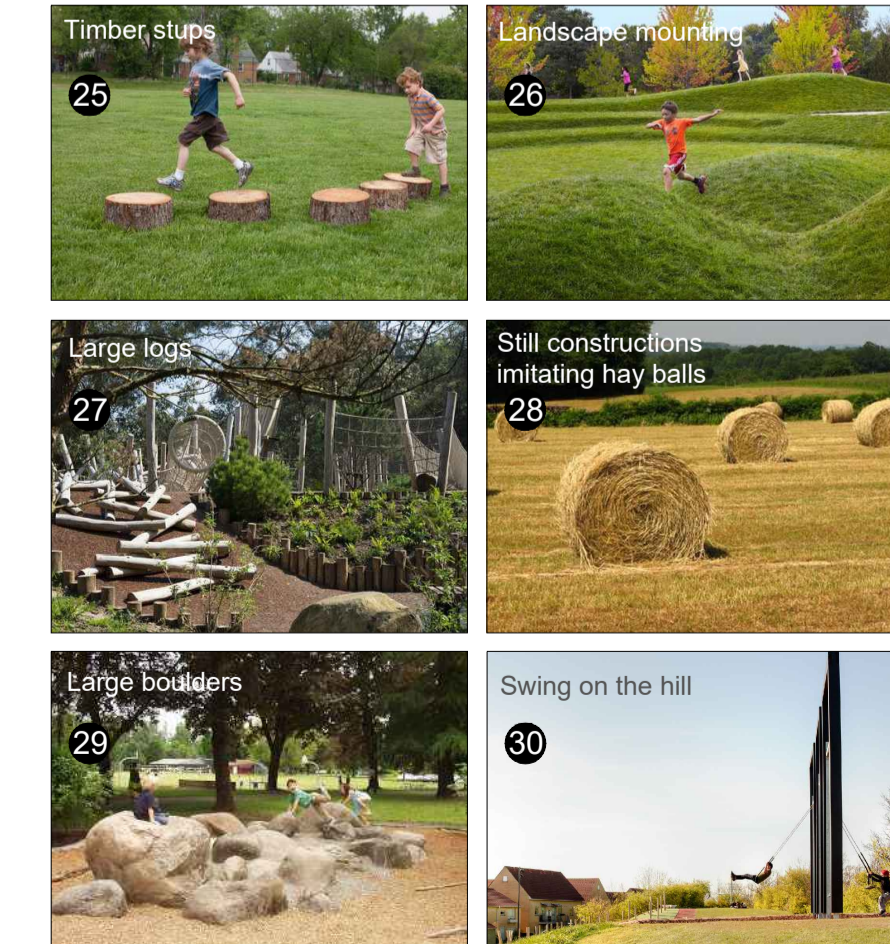 Timber stups
25
Landscape mounting
26
Large logs
27
Still constructions
imitating hay balls
28
Large boulders
29
Swing on the hill
30